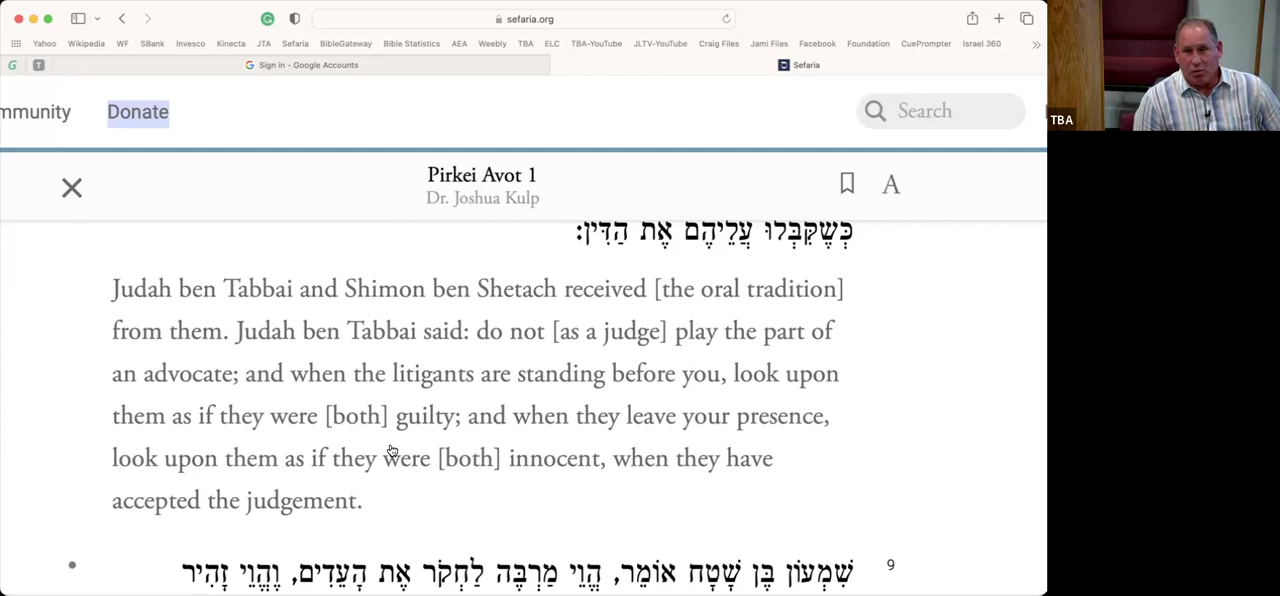 sefaria.org
Yahoo Wikipedia WF SBank Invesco Kinecta JTA Sefaria BibleGateway Bible Statistics AEA Weebly TBA ELC TBA-YouTube JLTV-YouTube Craig Files Jami Files Facebook Foundation CuePrompter Israel 360
G T Sign in - Google Accounts Sefaria
mmunity Donate Search
TBA
Pirkei Avot 1
Dr. Joshua Kulp
A
כְּשֶׁקִּבְּלוּ עֲלֵיהֶם אֶת הַדִּין:
Judah ben Tabbai and Shimon ben Shetach received [the oral tradition]
from them. Judah ben Tabbai said: do not [as a judge] play the part of
an advocate; and when the litigants are standing before you, look upon
them as if they were [both] guilty; and when they leave your presence,
look upon them as if they were [both] innocent, when they have
accepted the judgement.
9
שִׁמְעוֹן בֶּן שָׁטָח אוֹמֵר, הֱוֵי מַרְבֶּה לַחְקֹר אֶת הָעֵדִים, וֶהֱוֵי זָהִיר